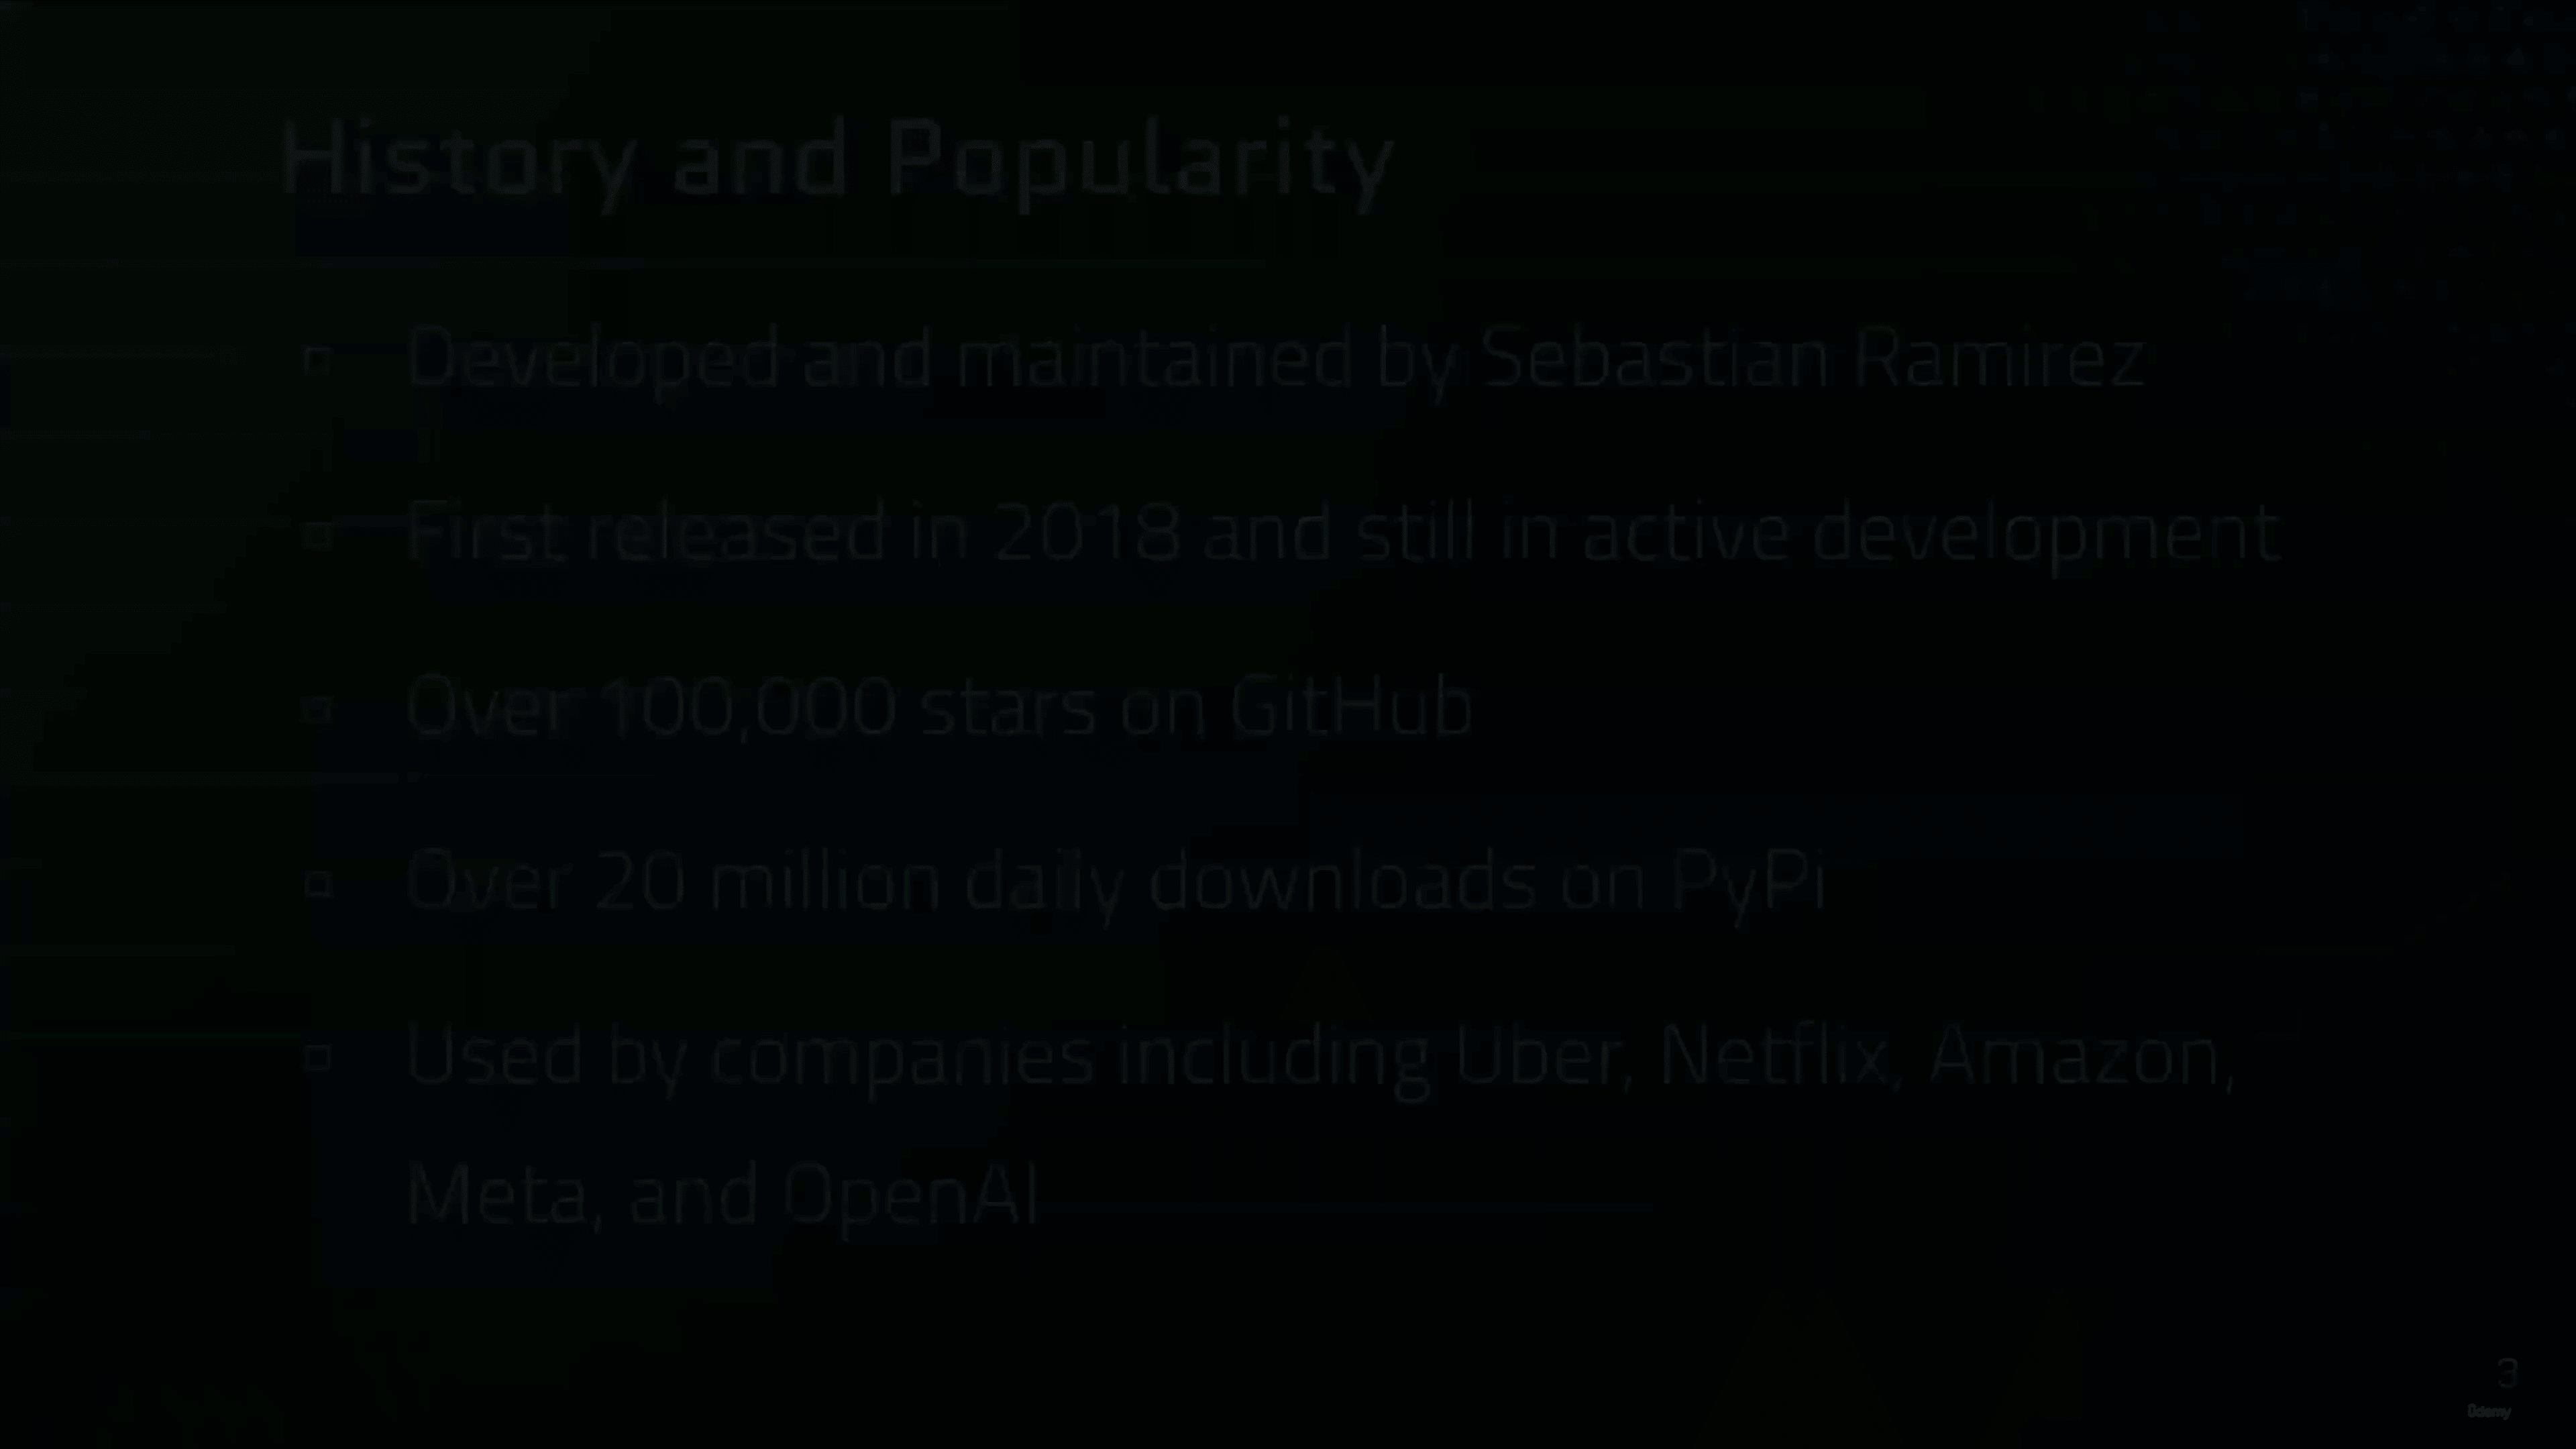 History and Popularity
Developed and maintained by Sebastian Ramirez
First released in 2018 and still in active development
Over 100,000 stars on GitHub
Over 20 million daily downloads on PyPi
Used by companies including Uber, Netflix, Amazon,
Meta, and OpenAI
3
Udemy